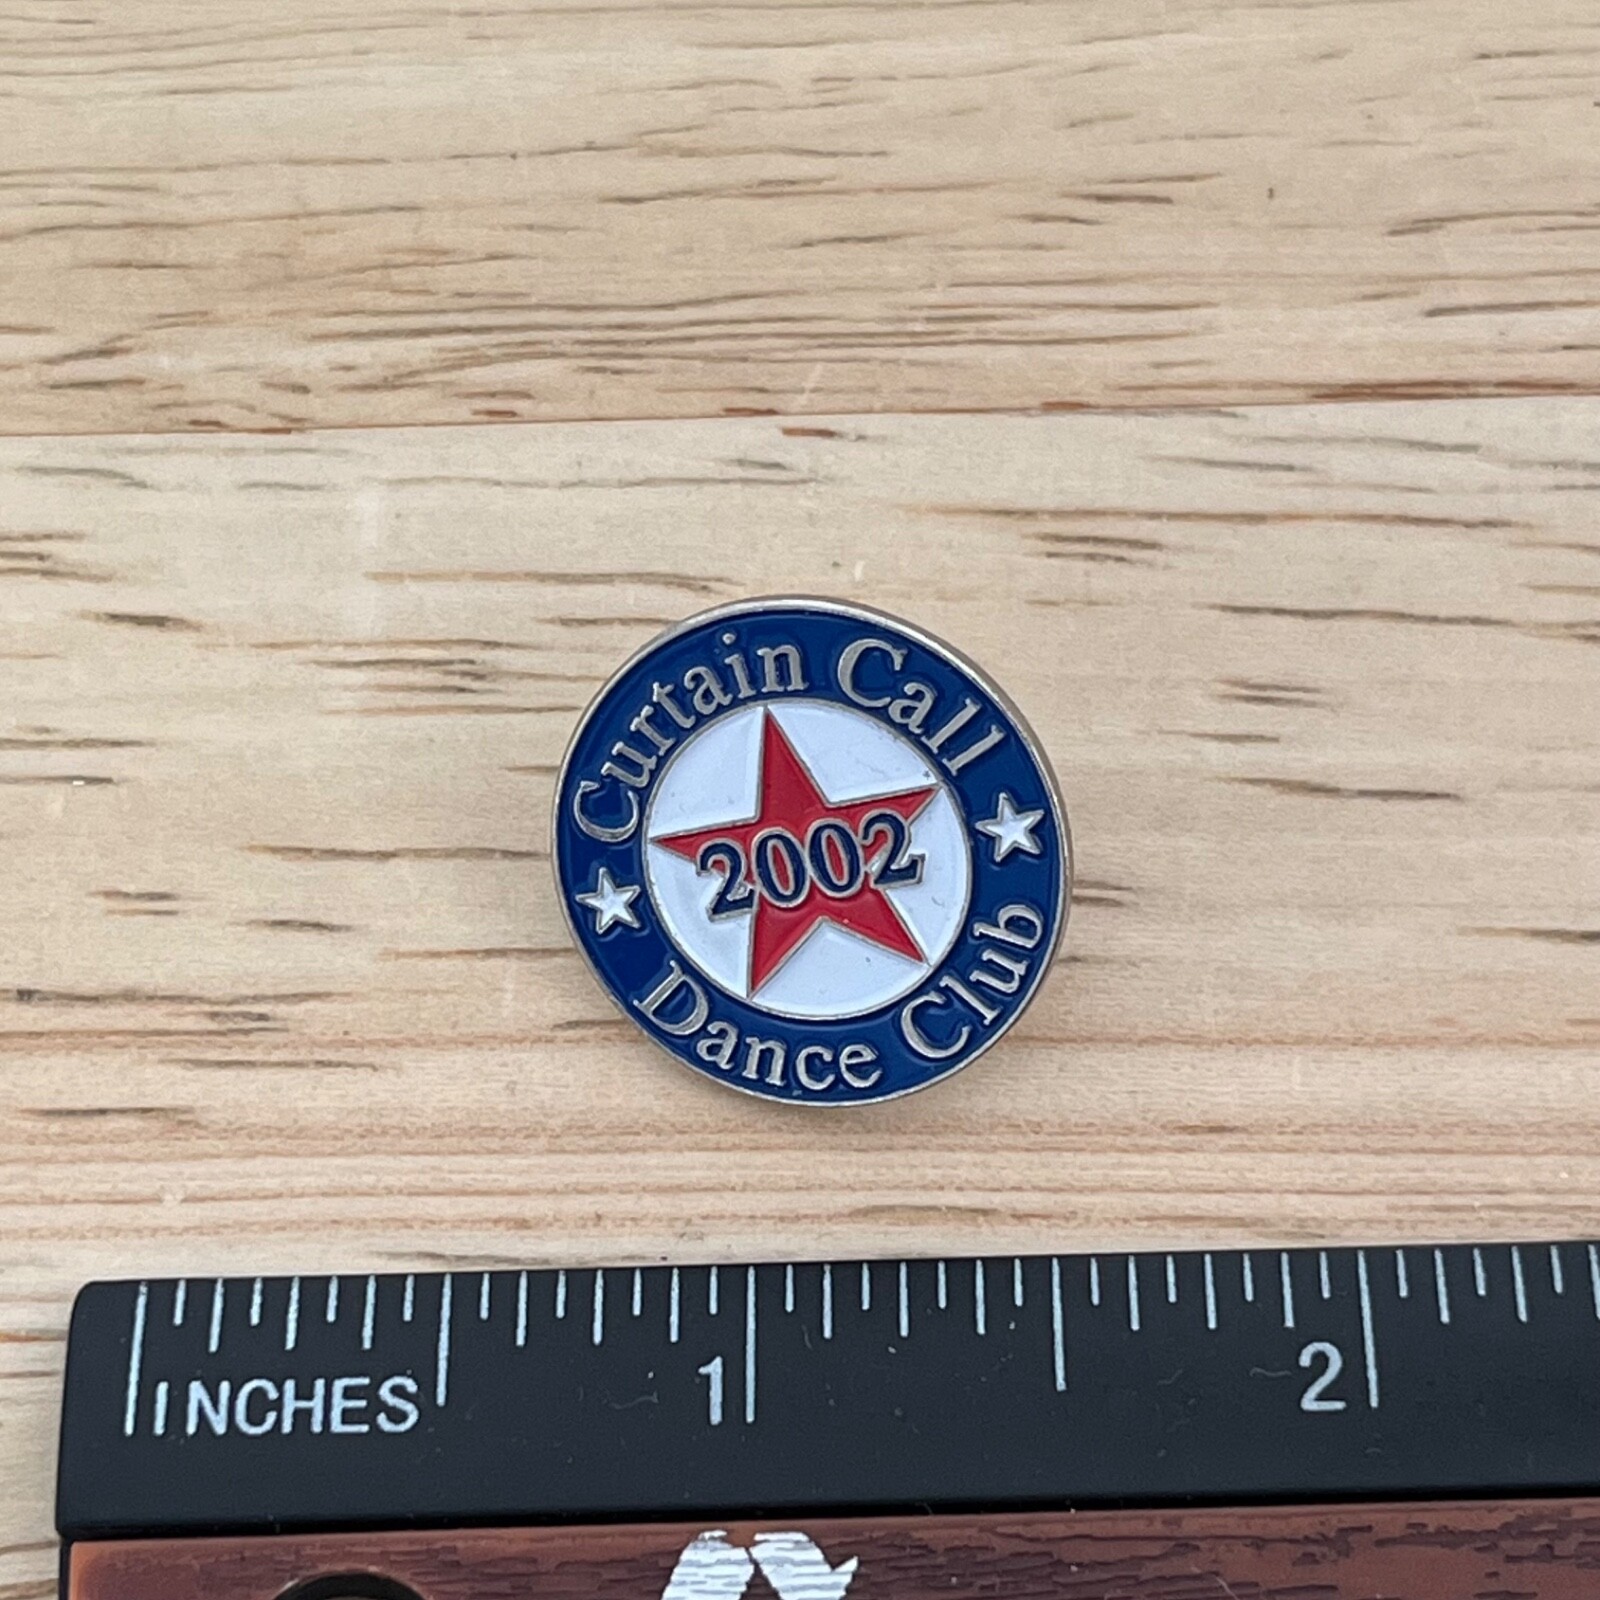 Curtain Call
2002
Dance Club
1 2
INCHES